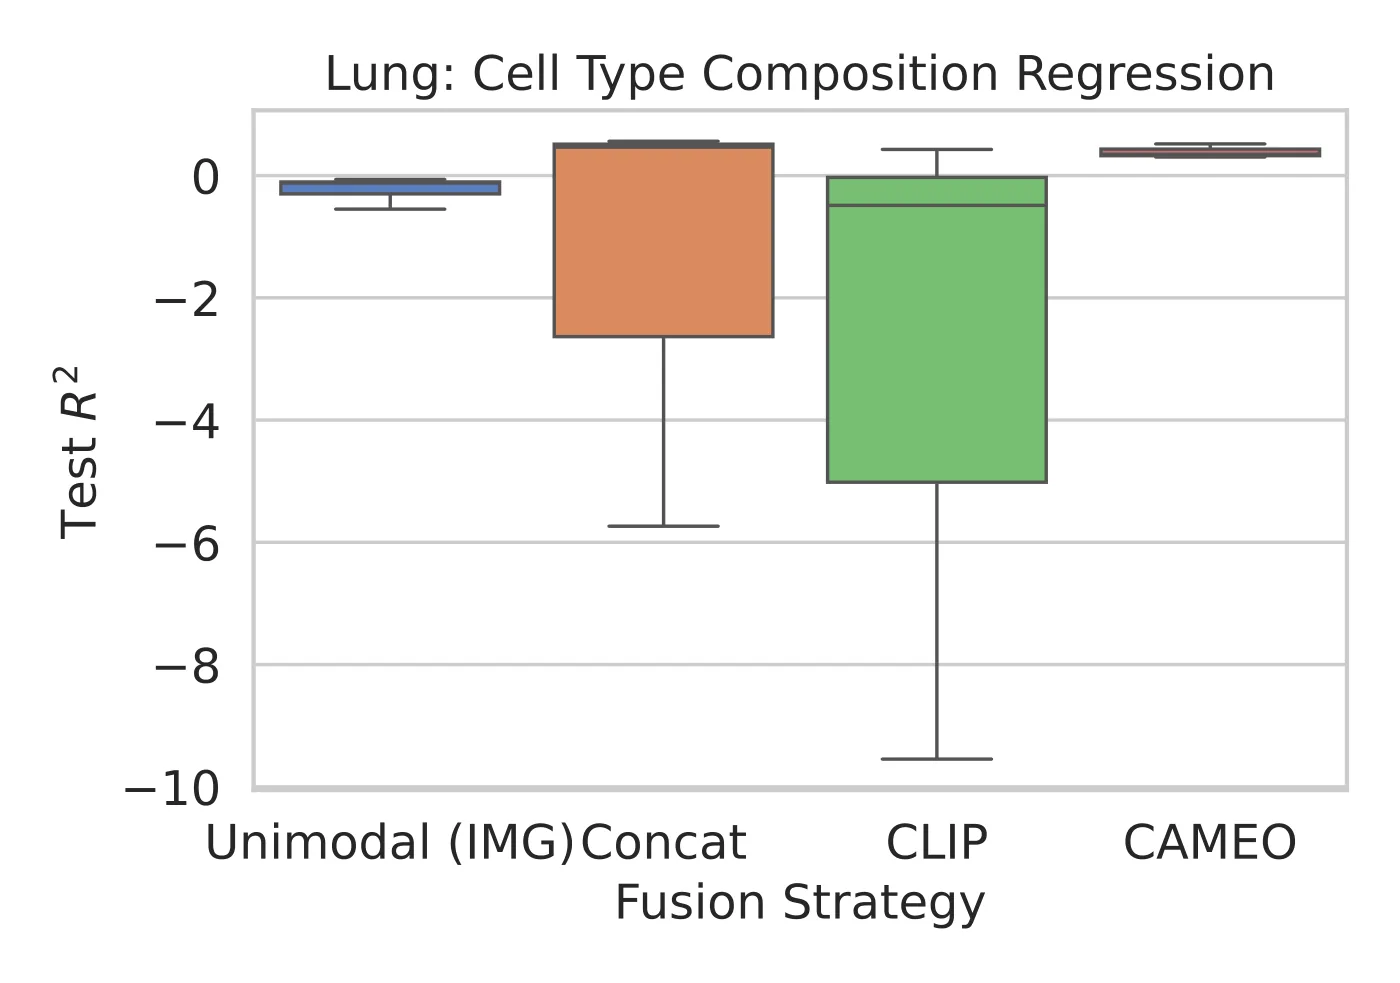 Lung: Cell Type Composition Regression
0
−2
−4
−6
−8
−10
Test R²
Unimodal (IMG) Concat CLIP CAMEO
Fusion Strategy